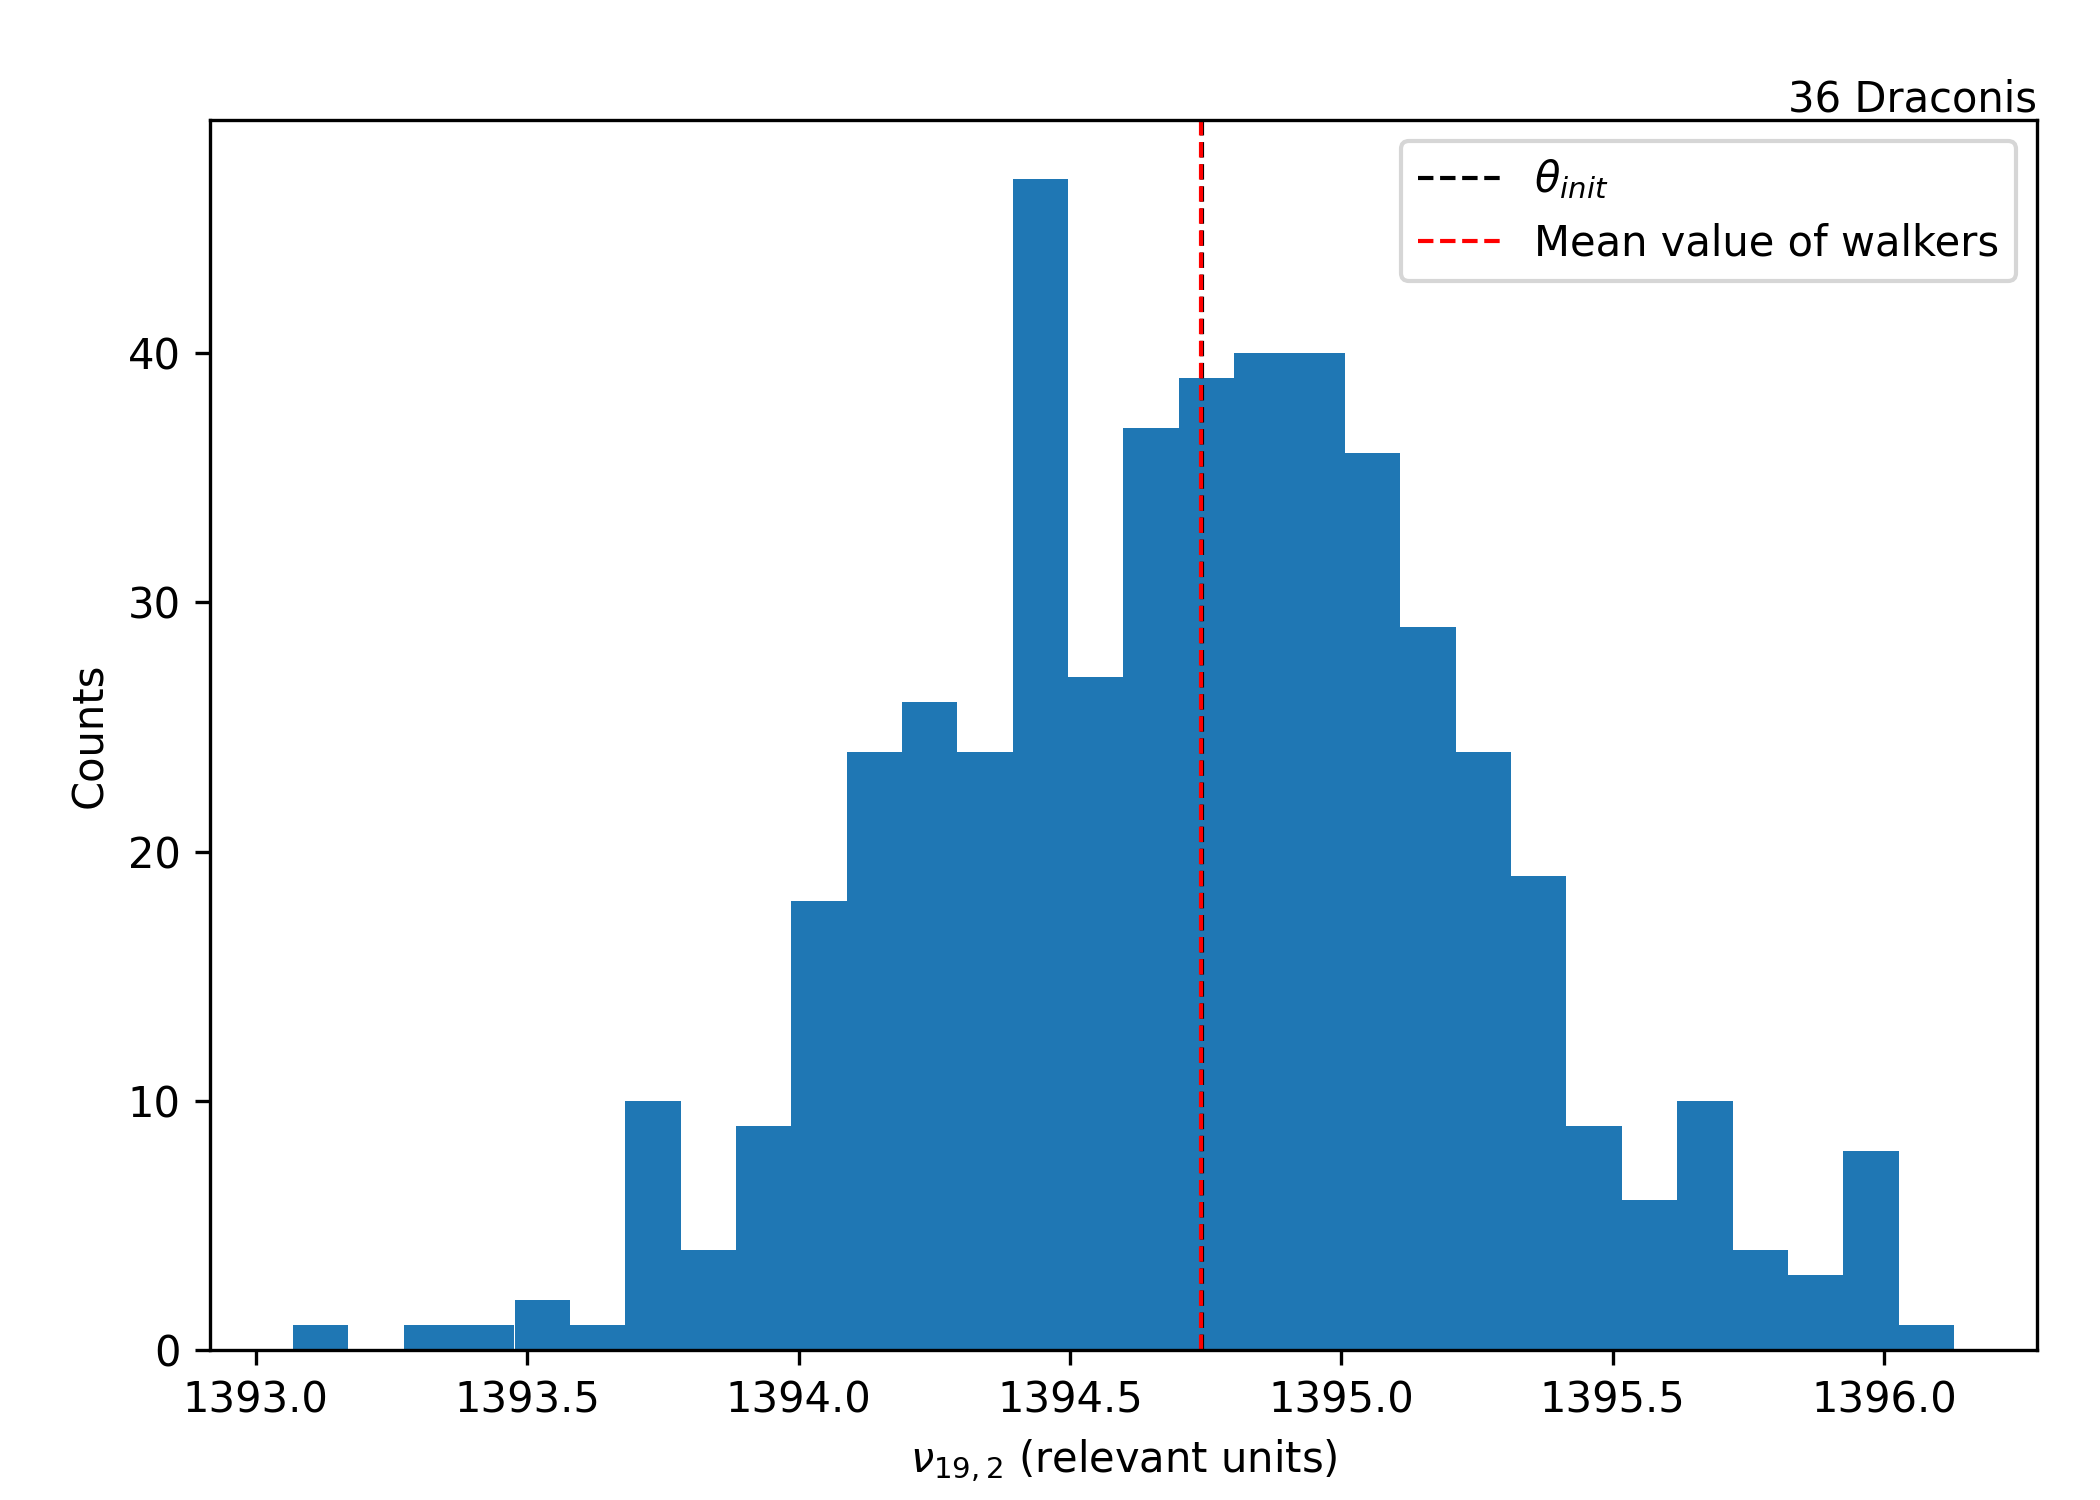 36 Draconis
θ_init
Mean value of walkers
40
30
20
10
0
Counts
1393.0 1393.5 1394.0 1394.5 1395.0 1395.5 1396.0
ν_19, 2 (relevant units)